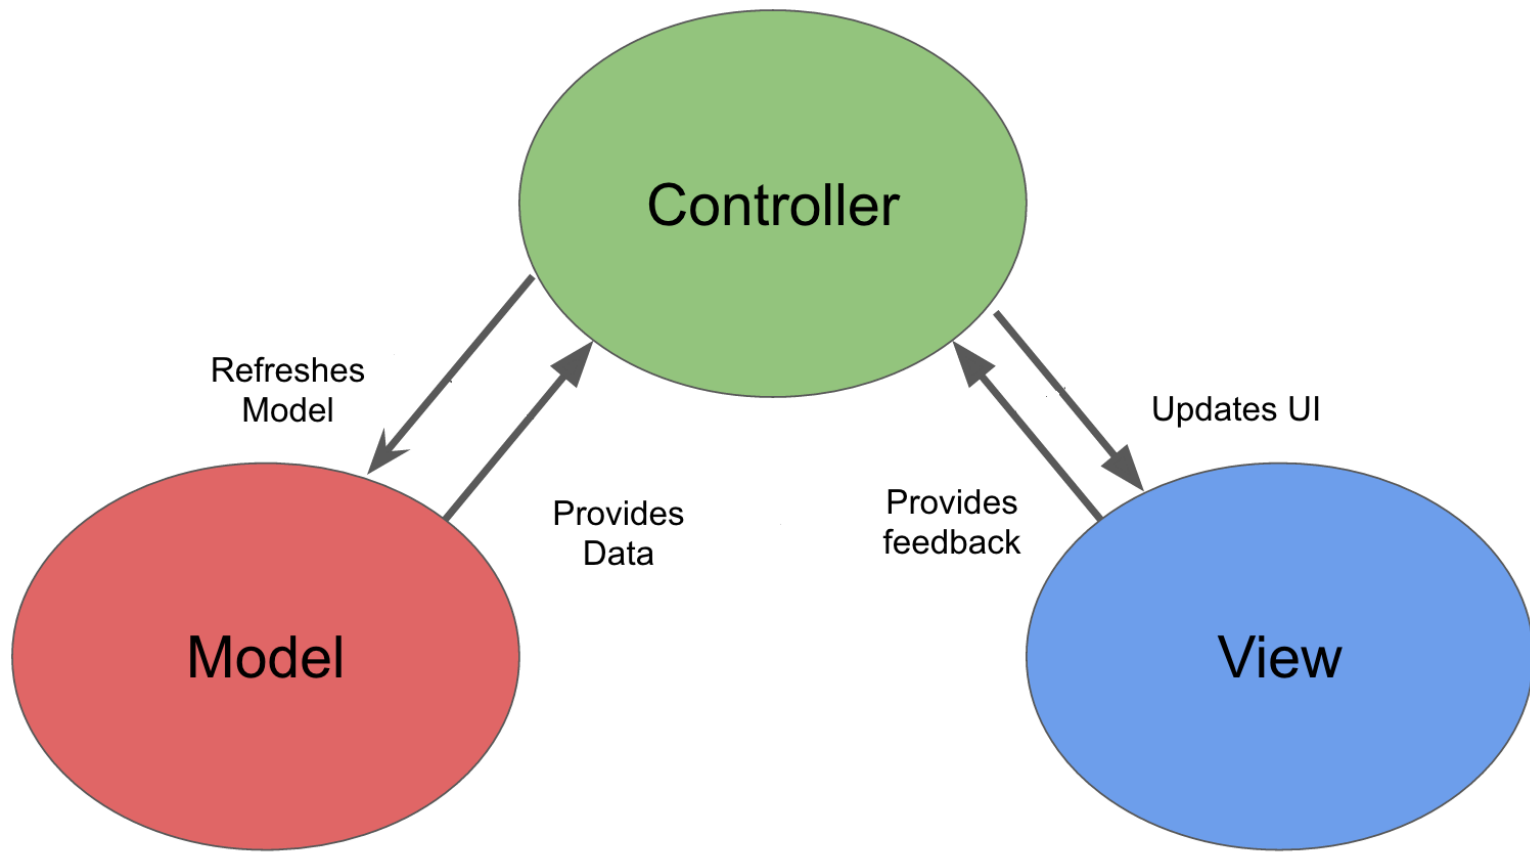 Controller
Refreshes
Model
Updates UI
Provides
Data
Provides
feedback
Model
View